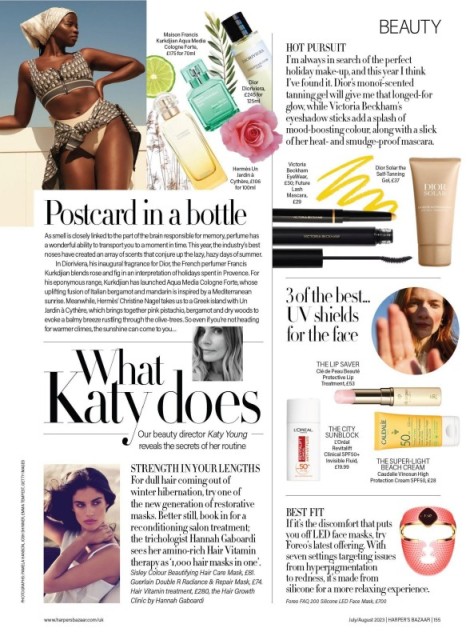 BEAUTY
Maison Francis
Kurkdjian Aqua Media
Cologne Forte,
£175 for 70ml
Dior
Dioriviera,
£245 for
125ml
Hermès Un
Jardin à
Cythère, £106
for 100ml
Postcard in a bottle
As smell is closely linked to the part of the brain responsible for memory, perfume has
a wonderful ability to transport you to a moment in time. This year, the industry's best
noses have created an array of scents that conjure up the lazy, hazy days of summer.
In Dioriviera, his inaugural fragrance for Dior, the French perfumer Francis
Kurkdjian blends rose and fig in an interpretation of holidays spent in Provence. For
his eponymous range, Kurkdjian has launched Aqua Media Cologne Forte, whose
uplifting fusion of Italian bergamot and mandarin is inspired by a Mediterranean
sunrise. Meanwhile, Hermès' Christine Nagel takes us to a Greek island with Un
Jardin à Cythère, which brings together pink pistachio, bergamot and dry woods to
evoke a balmy breeze rustling through the olive-trees. So even if you're not heading
for warmer climes, the sunshine can come to you...
HOT PURSUIT
I'm always in search of the perfect
holiday make-up, and this year I think
I've found it. Dior's monoï-scented
tanning gel will give me that longed-for
glow, while Victoria Beckham's
eyeshadow sticks add a splash of
mood-boosting colour, along with a slick
of her heat- and smudge-proof mascara.
Victoria
Beckham
EyeWear,
£30; Future
Lash
Mascara,
£29
Dior Solar the
Self-Tanning
Gel, £37
DIOR
SOLAR
VICTORIA BECKHAM
3 of the best...
UV shields
for the face
THE LIP SAVER
Clé de Peau Beauté
Protective Lip
Treatment, £53
THE CITY
SUNBLOCK
L'Oréal
Revitalift
Clinical SPF50+
Invisible Fluid,
£19.99
L'ORÉAL
50+
CAUDALIE
50
THE SUPER-LIGHT
BEACH CREAM
Caudalie Vinosun High
Protection Cream SPF50, £26
What
Katy does
Our beauty director Katy Young
reveals the secrets of her routine
STRENGTH IN YOUR LENGTHS
For dull hair coming out of
winter hibernation, try one of
the new generation of restorative
masks. Better still, book in for a
reconditioning salon treatment;
the trichologist Hannah Gaboardi
sees her amino-rich Hair Vitamin
therapy as '1,000 hair masks in one'.
Sisley Colour Beautifying Hair Care Mask, £81.
Guerlain Double R Radiance & Repair Mask, £74.
Hair Vitamin treatment, £280, the Hair Growth
Clinic by Hannah Gaboardi
BEST FIT
If it's the discomfort that puts
you off LED face masks, try
Foreo's latest offering. With
seven settings targeting issues
from hyperpigmentation
to redness, it's made from
silicone for a more relaxing experience.
Foreo FAQ 202 Silicone LED Face Mask, £799
www.harpersbazaar.com/uk
July/August 2023 | HARPER'S BAZAAR | 155